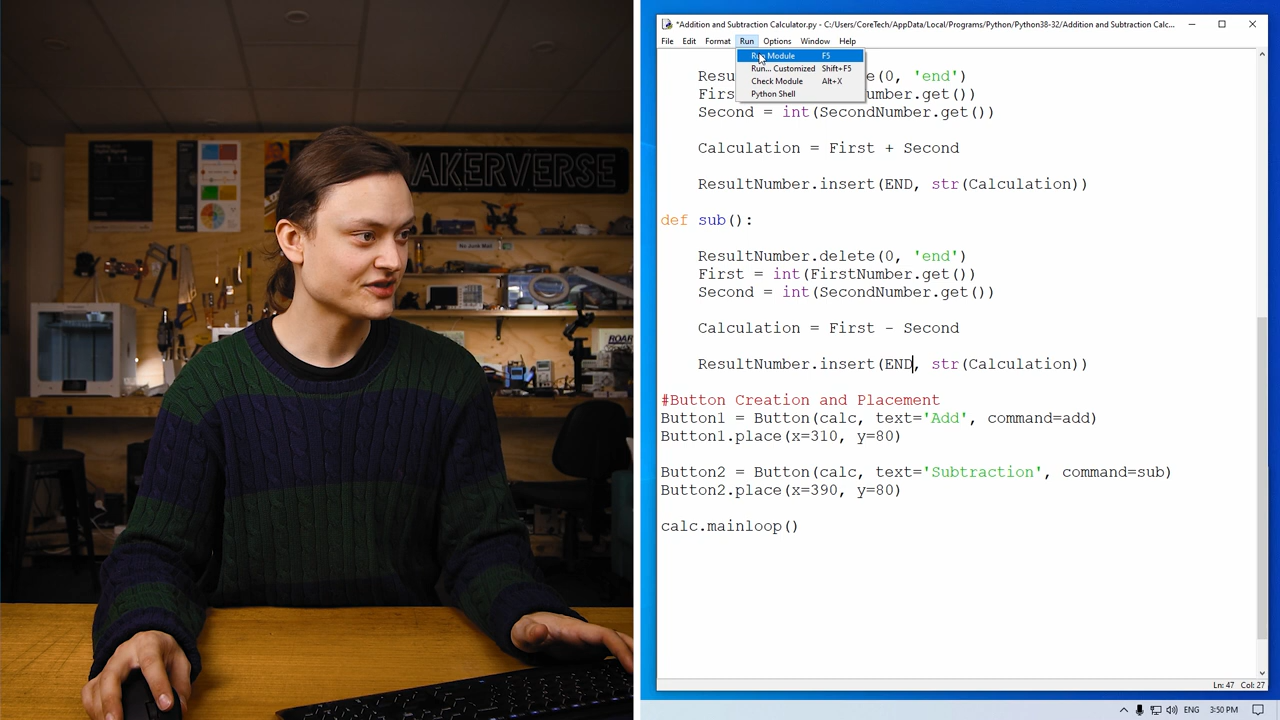 MAKERVERSE
No Junk Mail
ROAR
*Addition and Subtraction Calculator.py - C:/Users/CoreTech/AppData/Local/Programs/Python/Python38-32/Addition and Subtraction Calc...
File Edit Format Run Options Window Help
Run Module F5
Run... Customized Shift+F5
Check Module Alt+X
Python Shell
Resu e(0, 'end')
Firs umber.get())
Second = int(SecondNumber.get())
Calculation = First + Second
ResultNumber.insert(END, str(Calculation))
def sub():
ResultNumber.delete(0, 'end')
First = int(FirstNumber.get())
Second = int(SecondNumber.get())
Calculation = First - Second
ResultNumber.insert(END, str(Calculation))
#Button Creation and Placement
Button1 = Button(calc, text='Add', command=add)
Button1.place(x=310, y=80)
Button2 = Button(calc, text='Subtraction', command=sub)
Button2.place(x=390, y=80)
calc.mainloop()
Ln: 47 Col: 27
ENG 3:50 PM